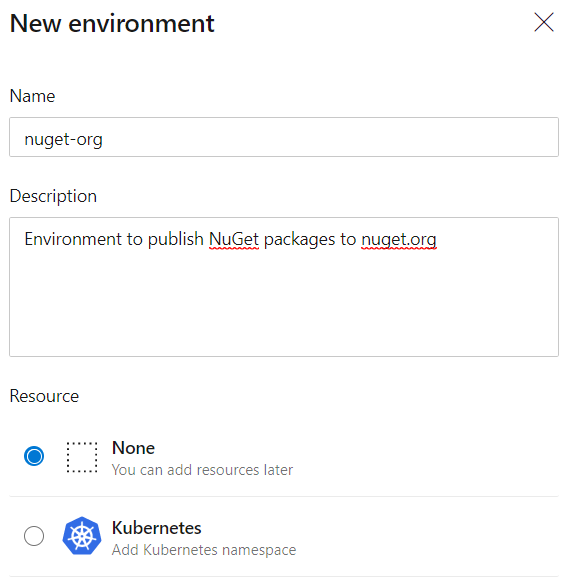 New environment
Name
nuget-org
Description
Environment to publish NuGet packages to nuget.org
Resource
None
You can add resources later
Kubernetes
Add Kubernetes namespace